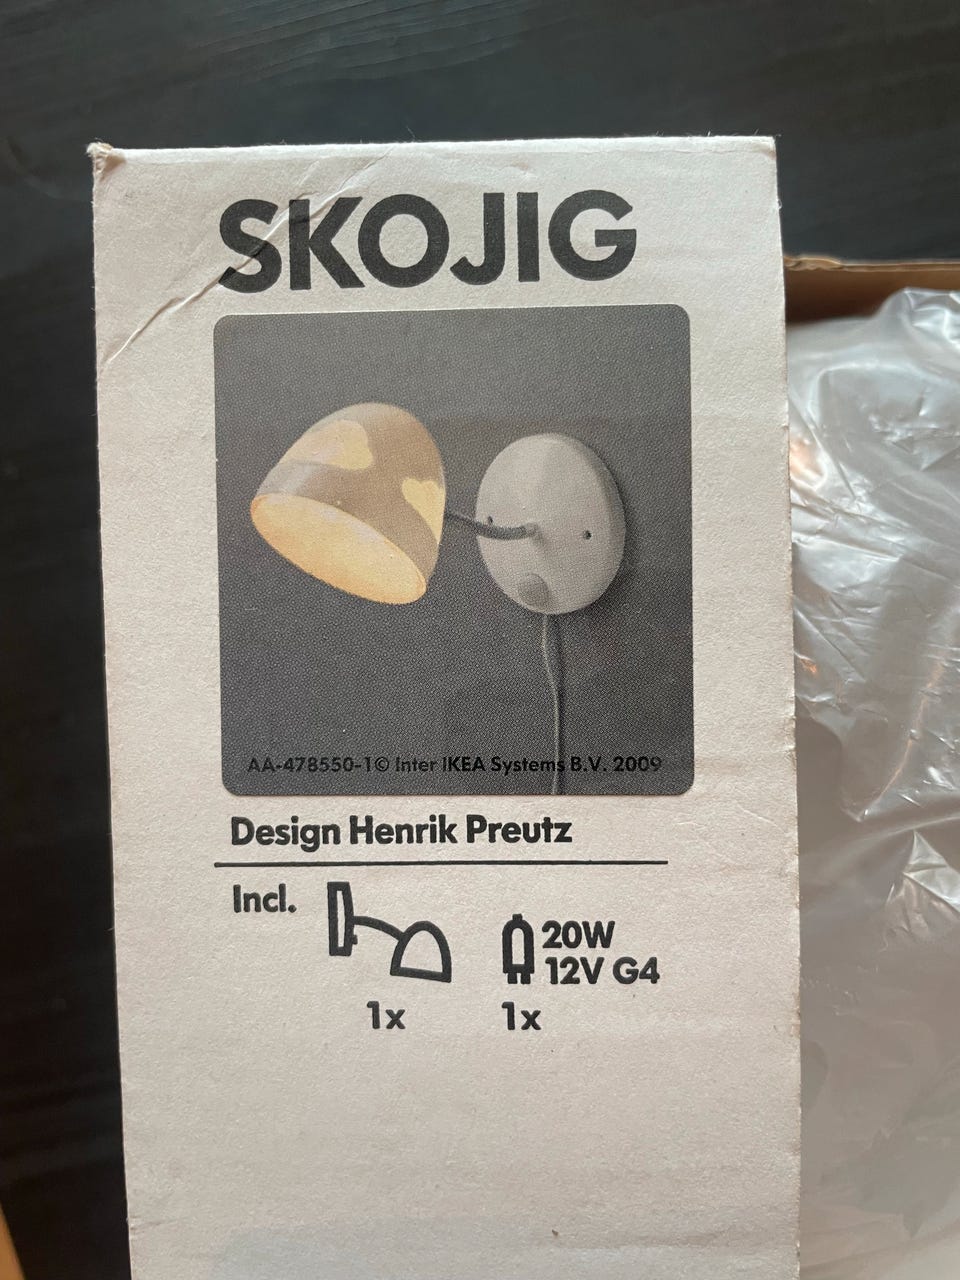 SKOJIG
AA-478550-1© Inter IKEA Systems B.V. 2009
Design Henrik Preutz
Incl.
20W
12V G4
1x
1x